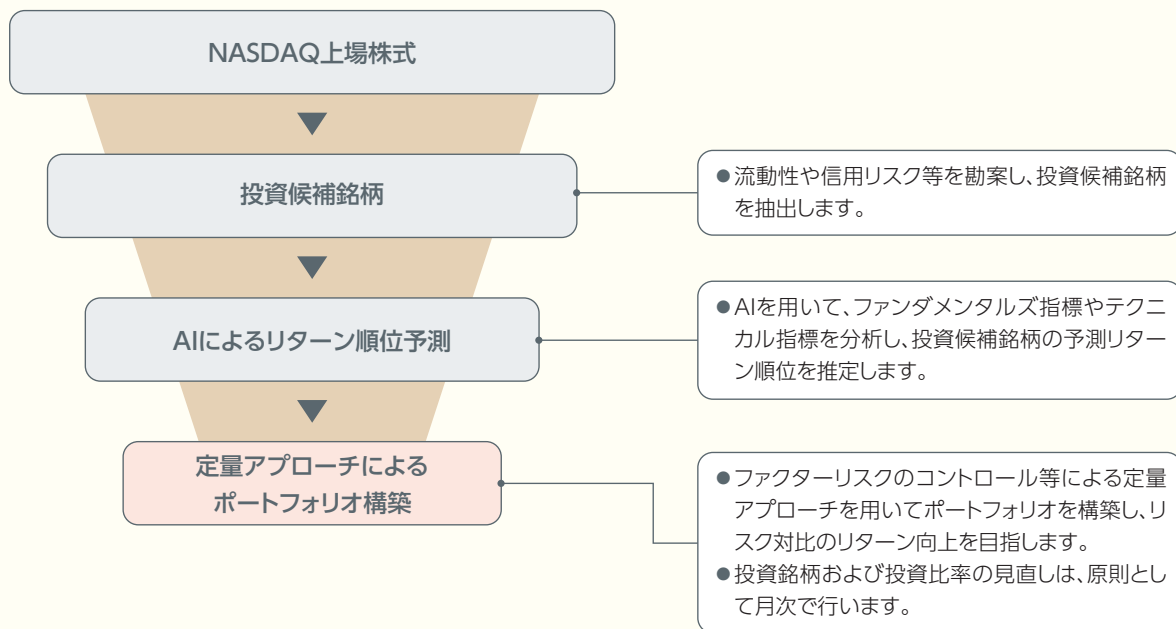 NASDAQ上場株式
投資候補銘柄
●流動性や信用リスク等を勘案し、投資候補銘柄
を抽出します。
AIによるリターン順位予測
●AIを用いて、ファンダメンタルズ指標やテクニ
カル指標を分析し、投資候補銘柄の予測リター
ン順位を推定します。
定量アプローチによる
ポートフォリオ構築
●ファクターリスクのコントロール等による定量
アプローチを用いてポートフォリオを構築し、リ
スク対比のリターン向上を目指します。
●投資銘柄および投資比率の見直しは、原則とし
て月次で行います。